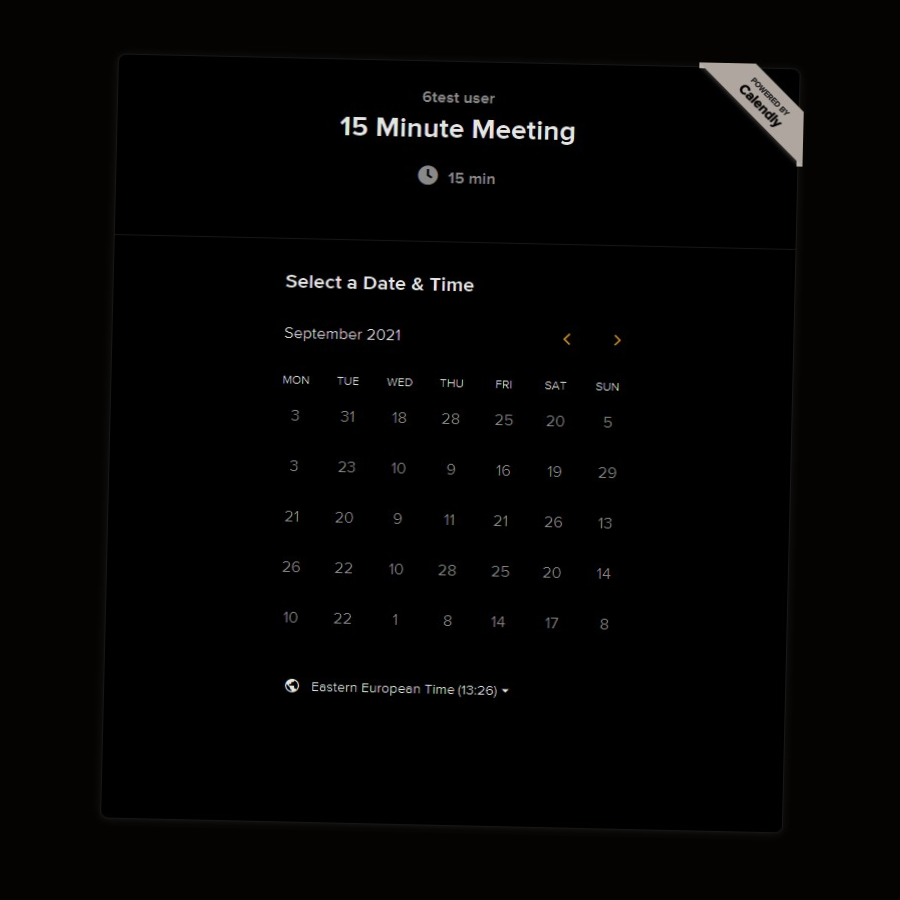 6test user
15 Minute Meeting
15 min
POWERED BY
Calendly
Select a Date & Time
September 2021
MON TUE WED THU FRI SAT SUN
3 31 18 28 25 20 5
3 23 10 9 16 19 29
21 20 9 11 21 26 13
26 22 10 28 25 20 14
10 22 1 8 14 17 8
Eastern European Time (13:26)